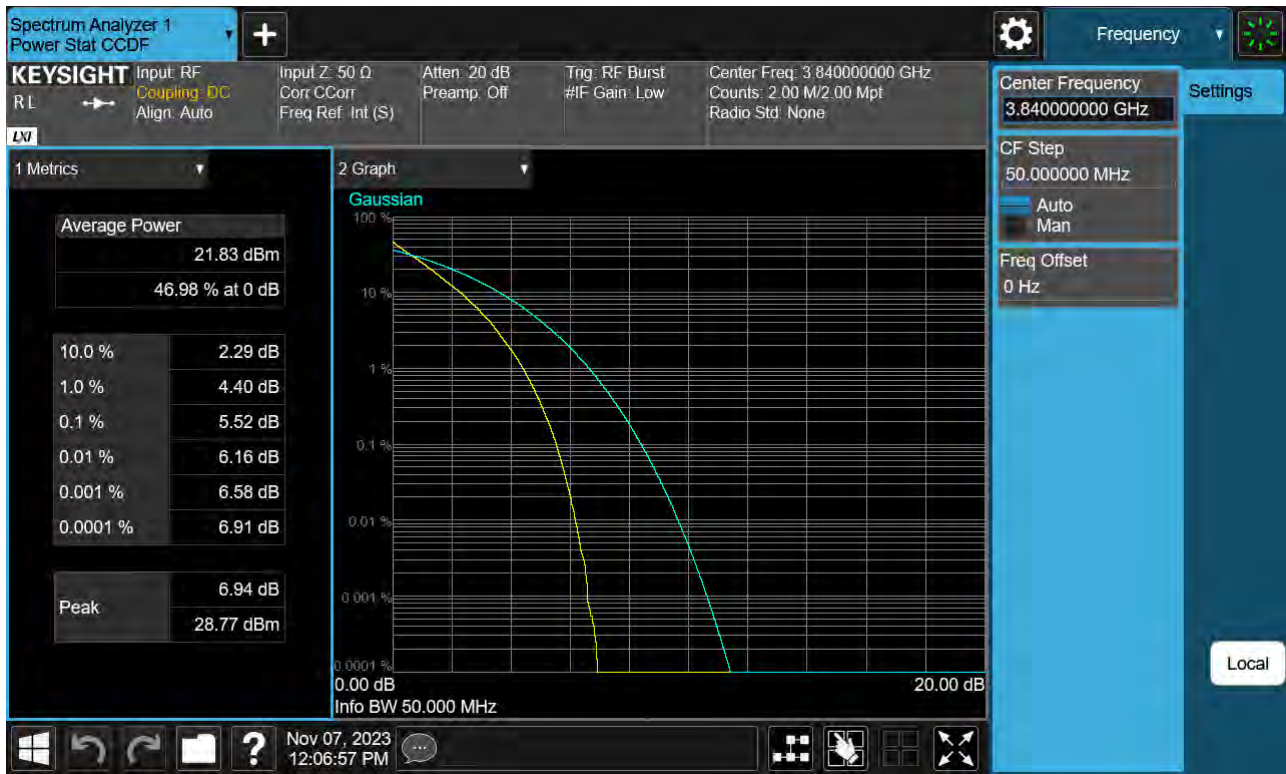 Spectrum Analyzer 1
Power Stat CCDF
Frequency
KEYSIGHT
R L
LXI
Input: RF
Coupling: DC
Align: Auto
Input Z: 50 Ω
Corr CCorr
Freq Ref: Int (S)
Atten: 20 dB
Preamp: Off
Trig: RF Burst
#IF Gain: Low
Center Freq: 3.840000000 GHz
Counts: 2.00 M/2.00 Mpt
Radio Std: None
Center Frequency
3.840000000 GHz
Settings
CF Step
50.000000 MHz
Auto
Man
Freq Offset
0 Hz
1 Metrics
Average Power
21.83 dBm
46.98 % at 0 dB
10.0 % 2.29 dB
1.0 % 4.40 dB
0.1 % 5.52 dB
0.01 % 6.16 dB
0.001 % 6.58 dB
0.0001 % 6.91 dB
Peak
6.94 dB
28.77 dBm
2 Graph
Gaussian
100 %
10 %
1 %
0.1 %
0.01 %
0.001 %
0.0001 %
0.00 dB
20.00 dB
Info BW 50.000 MHz
Local
?
Nov 07, 2023
12:06:57 PM